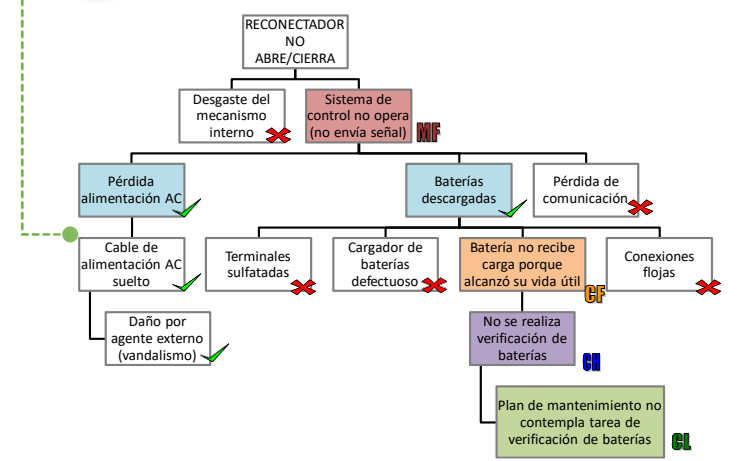 RECONECTADOR
NO
ABRE/CIERRA
Desgaste del
mecanismo
interno
Sistema de
control no opera
(no envía señal)
MF
Pérdida
alimentación AC
Baterías
descargadas
Pérdida de
comunicación
Cable de
alimentación AC
suelto
Terminales
sulfatadas
Cargador de
baterías
defectuoso
Batería no recibe
carga porque
alcanzó su vida útil
CF
Conexiones
flojas
Daño por
agente externo
(vandalismo)
No se realiza
verificación de
baterías
CH
Plan de mantenimiento no
contempla tarea de
verificación de baterías
CL